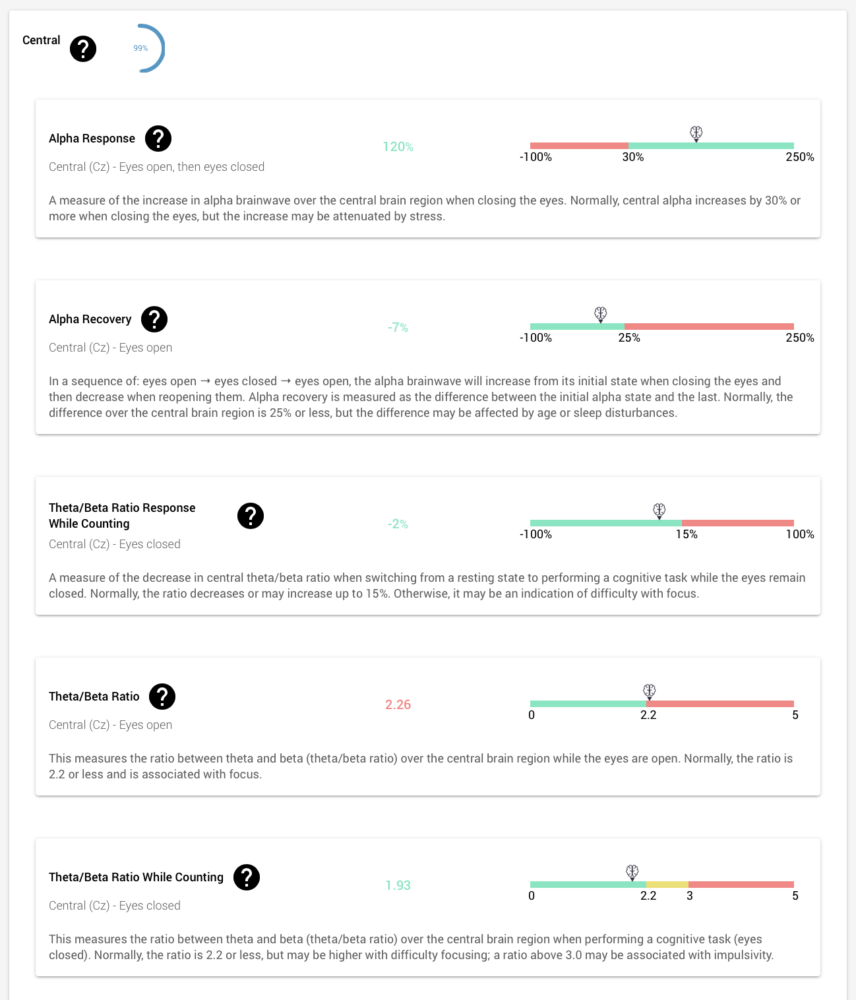 Central
?
99%
Alpha Response
?
120%
-100%
30%
250%
Central (Cz) - Eyes open, then eyes closed
A measure of the increase in alpha brainwave over the central brain region when closing the eyes. Normally, central alpha increases by 30% or
more when closing the eyes, but the increase may be attenuated by stress.
Alpha Recovery
?
-7%
-100%
25%
250%
Central (Cz) - Eyes open
In a sequence of: eyes open → eyes closed → eyes open, the alpha brainwave will increase from its initial state when closing the eyes and
then decrease when reopening them. Alpha recovery is measured as the difference between the initial alpha state and the last. Normally, the
difference over the central brain region is 25% or less, but the difference may be affected by age or sleep disturbances.
Theta/Beta Ratio Response
While Counting
?
-2%
-100%
15%
100%
Central (Cz) - Eyes closed
A measure of the decrease in central theta/beta ratio when switching from a resting state to performing a cognitive task while the eyes remain
closed. Normally, the ratio decreases or may increase up to 15%. Otherwise, it may be an indication of difficulty with focus.
Theta/Beta Ratio
?
2.26
0
2.2
5
Central (Cz) - Eyes open
This measures the ratio between theta and beta (theta/beta ratio) over the central brain region while the eyes are open. Normally, the ratio is
2.2 or less and is associated with focus.
Theta/Beta Ratio While Counting
?
1.93
0
2.2
3
5
Central (Cz) - Eyes closed
This measures the ratio between theta and beta (theta/beta ratio) over the central brain region when performing a cognitive task (eyes
closed). Normally, the ratio is 2.2 or less, but may be higher with difficulty focusing; a ratio above 3.0 may be associated with impulsivity.